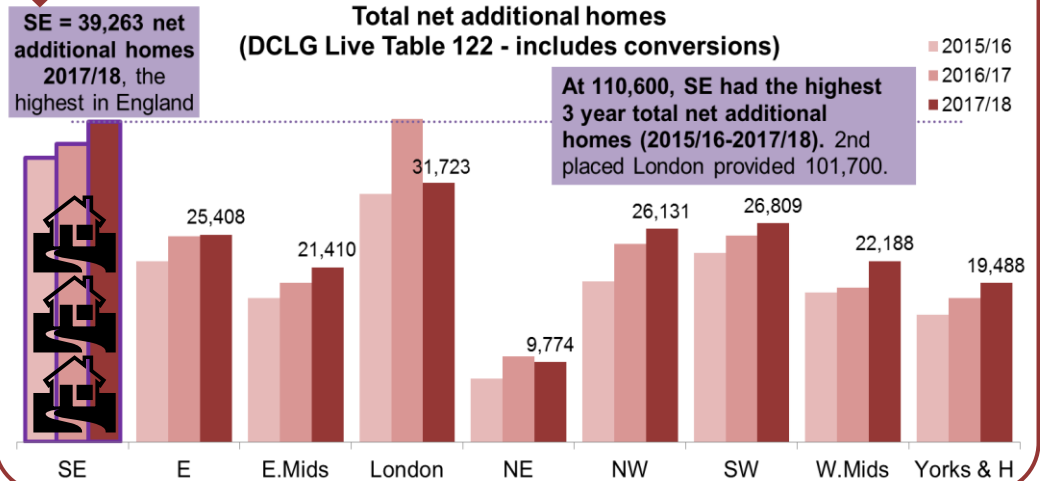 SE = 39,263 net
additional homes
2017/18, the
highest in England
Total net additional homes
(DCLG Live Table 122 - includes conversions)
2015/16
2016/17
2017/18
At 110,600, SE had the highest
3 year total net additional
homes (2015/16-2017/18). 2nd
placed London provided 101,700.
25,408
21,410
31,723
9,774
26,131
26,809
22,188
19,488
SE
E
E.Mids
London
NE
NW
SW
W.Mids
Yorks & H